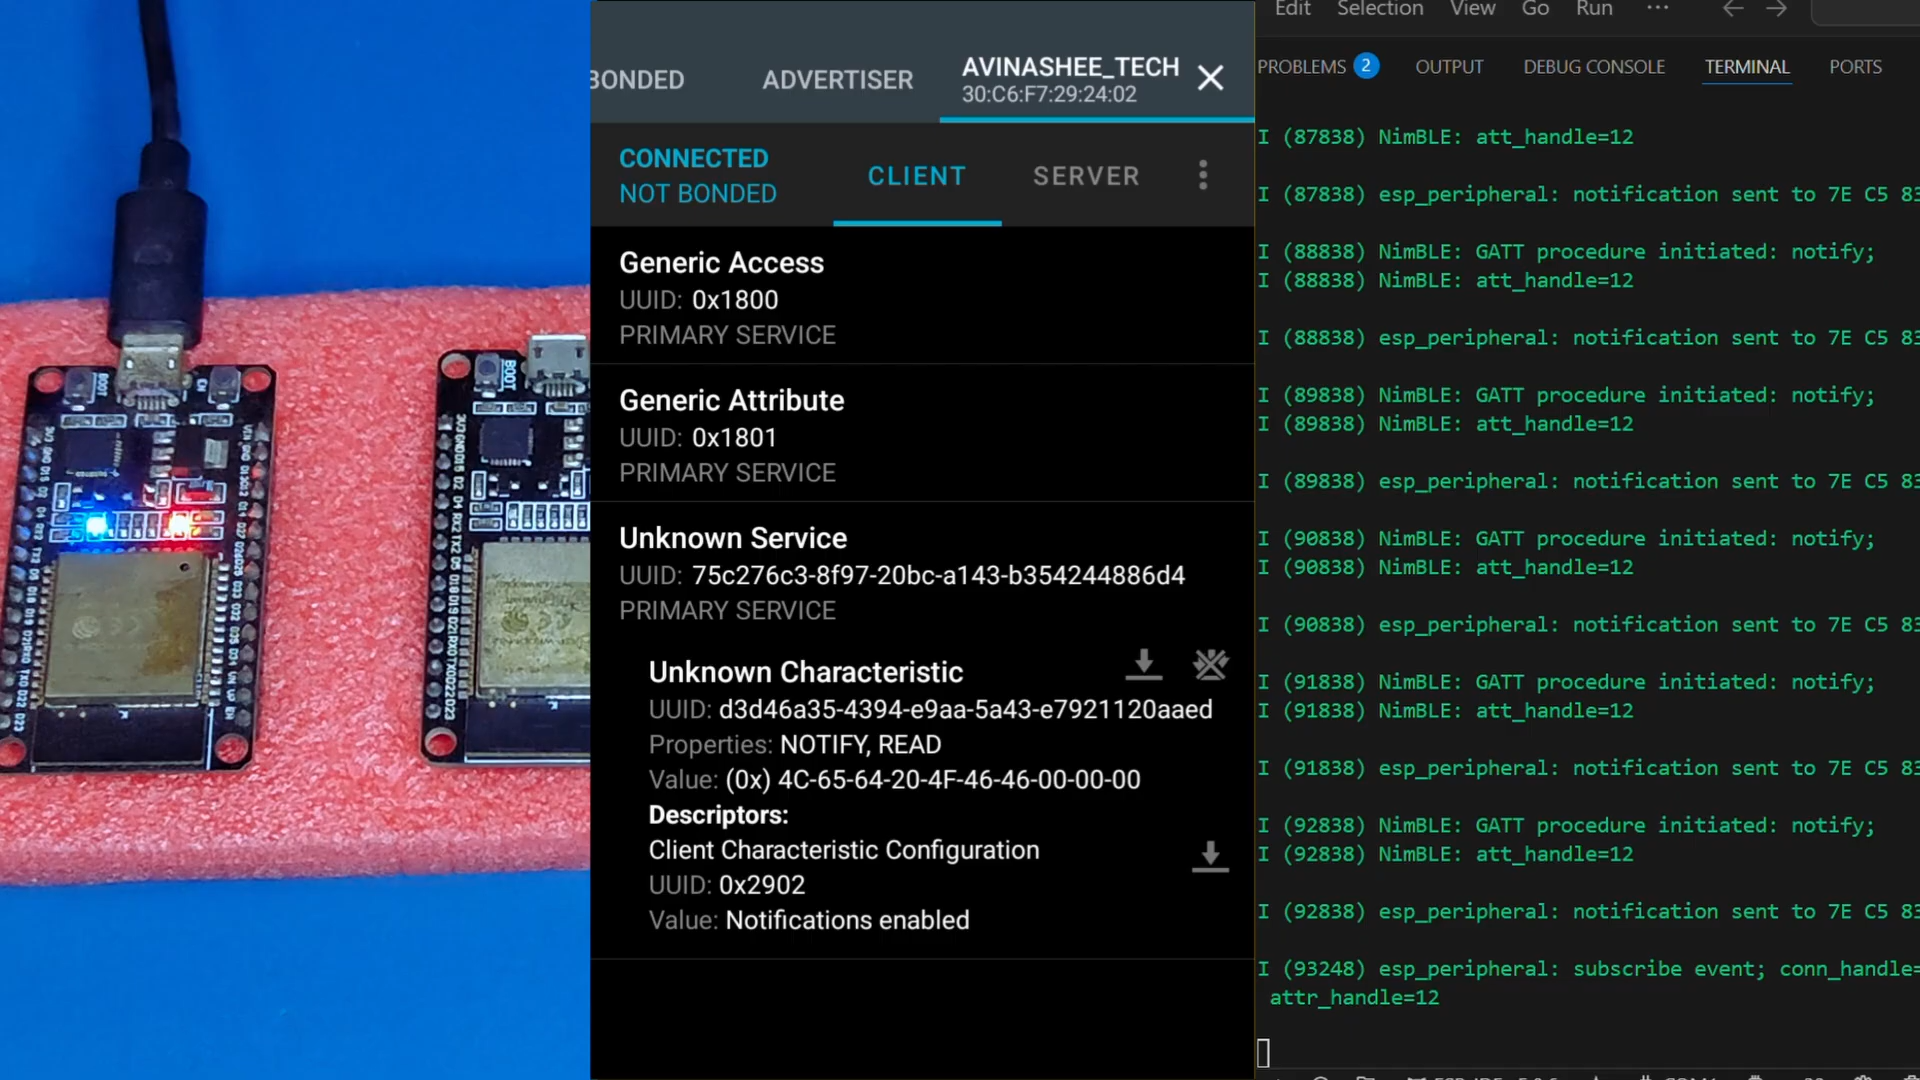 BOOT
EN
BOOT
BONDED
ADVERTISER
AVINASHEE_TECH
30:C6:F7:29:24:02
CONNECTED
NOT BONDED
CLIENT
SERVER
Generic Access
UUID: 0x1800
PRIMARY SERVICE
Generic Attribute
UUID: 0x1801
PRIMARY SERVICE
Unknown Service
UUID: 75c276c3-8f97-20bc-a143-b354244886d4
PRIMARY SERVICE
Unknown Characteristic
UUID: d3d46a35-4394-e9aa-5a43-e7921120aaed
Properties: NOTIFY, READ
Value: (0x) 4C-65-64-20-4F-46-46-00-00-00
Descriptors:
Client Characteristic Configuration
UUID: 0x2902
Value: Notifications enabled
Edit Selection View Go Run ...
PROBLEMS 2 OUTPUT DEBUG CONSOLE TERMINAL PORTS
I (87838) NimBLE: att_handle=12
I (87838) esp_peripheral: notification sent to 7E C5 83
I (88838) NimBLE: GATT procedure initiated: notify;
I (88838) NimBLE: att_handle=12
I (88838) esp_peripheral: notification sent to 7E C5 83
I (89838) NimBLE: GATT procedure initiated: notify;
I (89838) NimBLE: att_handle=12
I (89838) esp_peripheral: notification sent to 7E C5 83
I (90838) NimBLE: GATT procedure initiated: notify;
I (90838) NimBLE: att_handle=12
I (90838) esp_peripheral: notification sent to 7E C5 83
I (91838) NimBLE: GATT procedure initiated: notify;
I (91838) NimBLE: att_handle=12
I (91838) esp_peripheral: notification sent to 7E C5 83
I (92838) NimBLE: GATT procedure initiated: notify;
I (92838) NimBLE: att_handle=12
I (92838) esp_peripheral: notification sent to 7E C5 83
I (93248) esp_peripheral: subscribe event; conn_handle=
attr_handle=12